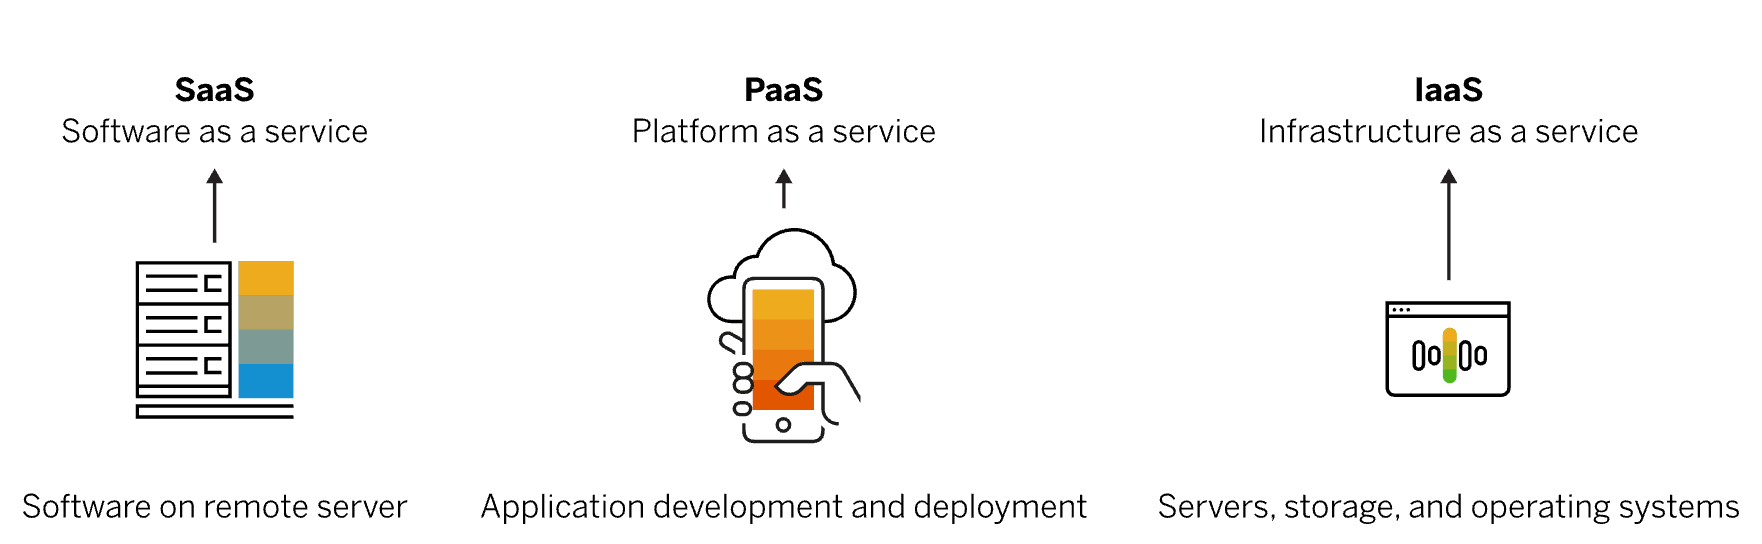 SaaS
Software as a service
Software on remote server
PaaS
Platform as a service
Application development and deployment
IaaS
Infrastructure as a service
Servers, storage, and operating systems